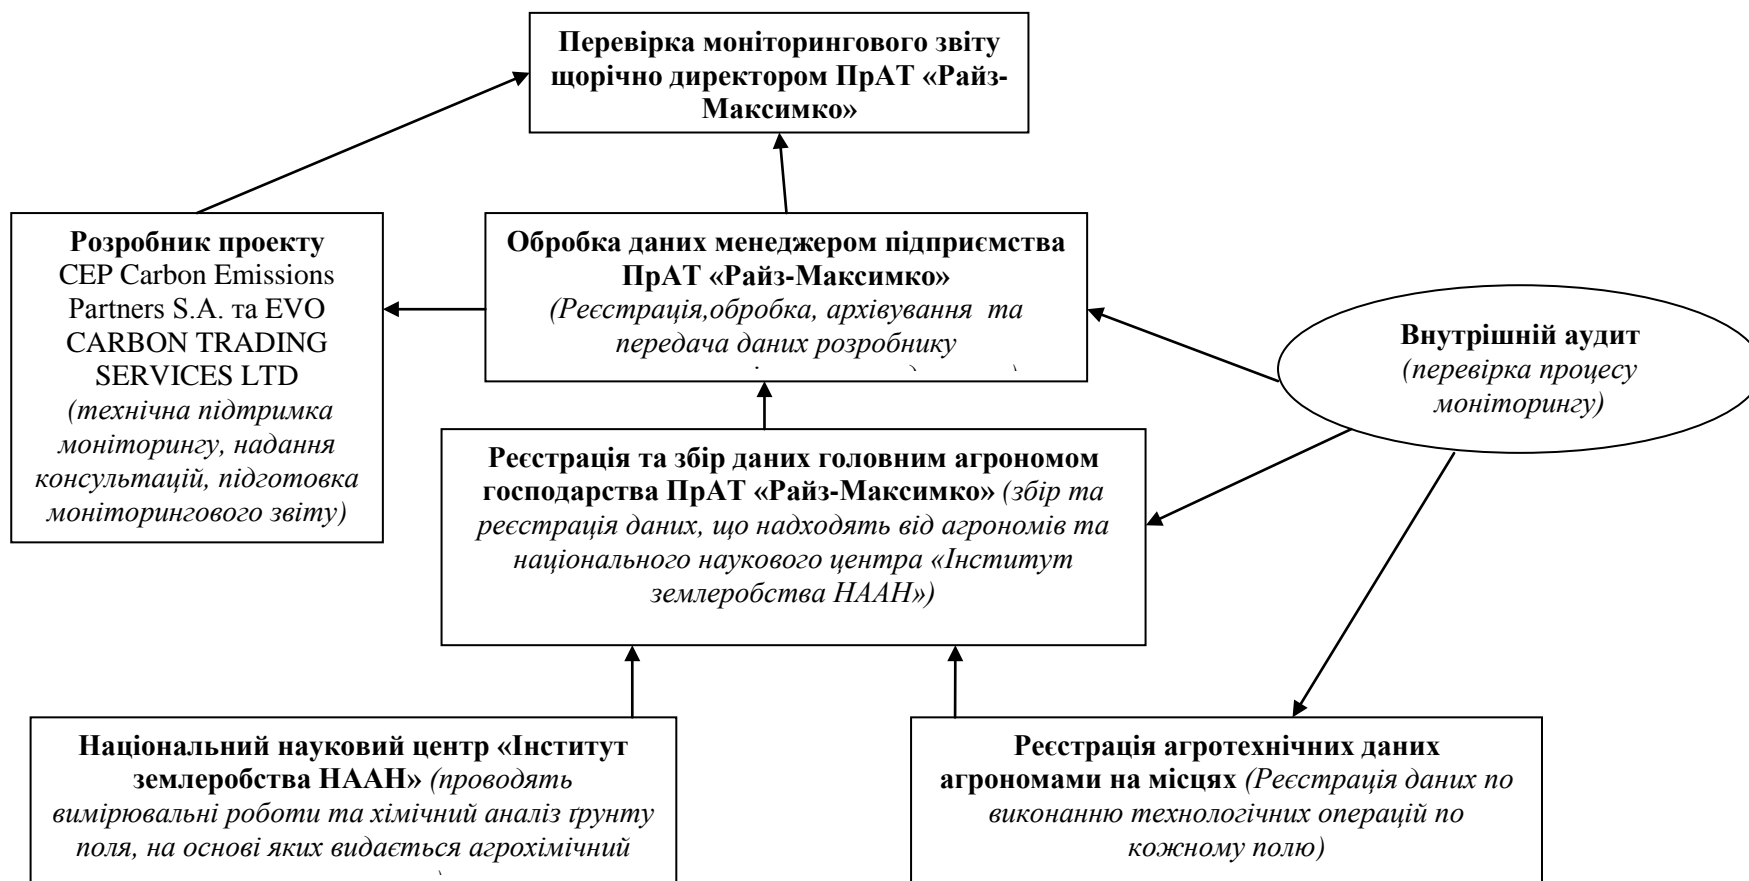 Перевірка моніторингового звіту
щорічно директором ПрАТ «Райз-
Максимко»
Розробник проекту
CEP Carbon Emissions
Partners S.A. та EVO
CARBON TRADING
SERVICES LTD
(технічна підтримка
моніторингу, надання
консультацій, підготовка
моніторингового звіту)
Обробка даних менеджером підприємства
ПрАТ «Райз-Максимко»
(Реєстрація,обробка, архівування та
передача даних розробнику
Внутрішній аудит
(перевірка процесу
моніторингу)
Реєстрація та збір даних головним агрономом
господарства ПрАТ «Райз-Максимко» (збір та
реєстрація даних, що надходять від агрономів та
національного наукового центра «Інститут
землеробства НААН»)
Національний науковий центр «Інститут
землеробства НААН» (проводять
вимірювальні роботи та хімічний аналіз ґрунту
поля, на основі яких видається агрохімічний
Реєстрація агротехнічних даних
агрономами на місцях (Реєстрація даних по
виконанню технологічних операцій по
кожному полю)